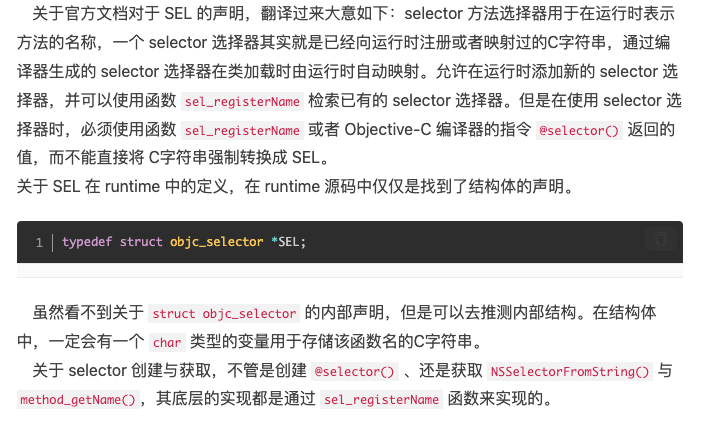 关于官方文档对于 SEL 的声明，翻译过来大意如下：selector 方法选择器用于在运行时表示
方法的名称，一个 selector 选择器其实就是已经向运行时注册或者映射过的C字符串，通过编
译器生成的 selector 选择器在类加载时由运行时自动映射。允许在运行时添加新的 selector 选
择器，并可以使用函数 sel_registerName 检索已有的 selector 选择器。但是在使用 selector 选
择器时，必须使用函数 sel_registerName 或者 Objective-C 编译器的指令 @selector() 返回的
值，而不能直接将 C字符串强制转换成 SEL。
关于 SEL 在 runtime 中的定义，在 runtime 源码中仅仅是找到了结构体的声明。
1 typedef struct objc_selector *SEL;
虽然看不到关于 struct objc_selector 的内部声明，但是可以去推测内部结构。在结构体
中，一定会有一个 char 类型的变量用于存储该函数名的C字符串。
关于 selector 创建与获取，不管是创建 @selector() 、还是获取 NSSelectorFromString() 与
method_getName() ，其底层的实现都是通过 sel_registerName 函数来实现的。